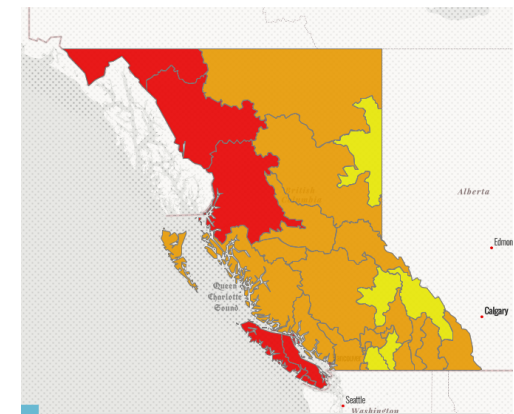 Alberta
Edmon
Queen
Charlotte
Sound
Calgary
Seattle
Washington